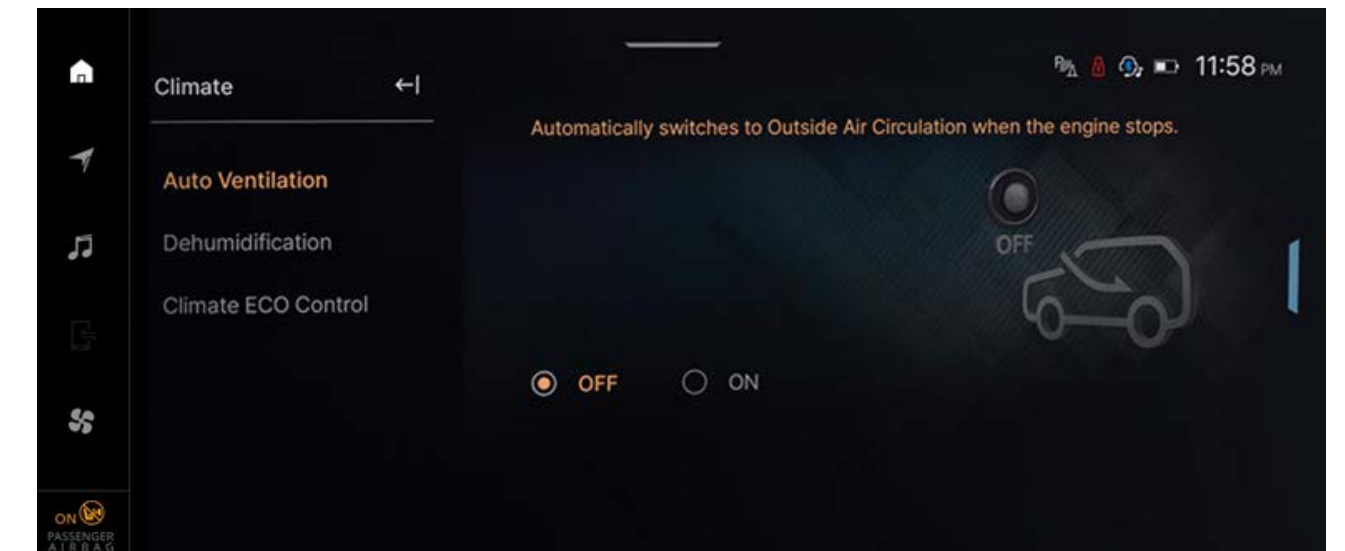 Climate
11:58 PM
Automatically switches to Outside Air Circulation when the engine stops.
Auto Ventilation
OFF
Dehumidification
Climate ECO Control
OFF
ON
ON
PASSENGER
AIRBAG